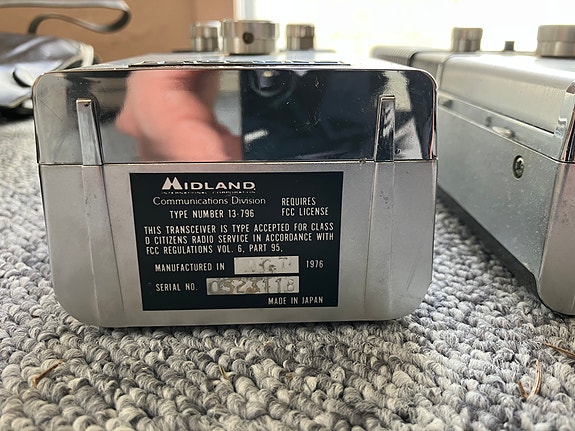 MIDLAND
INTERNATIONAL CORPORATION
Communications Division
REQUIRES
FCC LICENSE
TYPE NUMBER 13-796
THIS TRANSCEIVER IS TYPE ACCEPTED FOR CLASS
D CITIZENS RADIO SERVICE IN ACCORDANCE WITH
FCC REGULATIONS VOL. 6, PART 95,
MANUFACTURED IN 1976
SERIAL NO.
MADE IN JAPAN